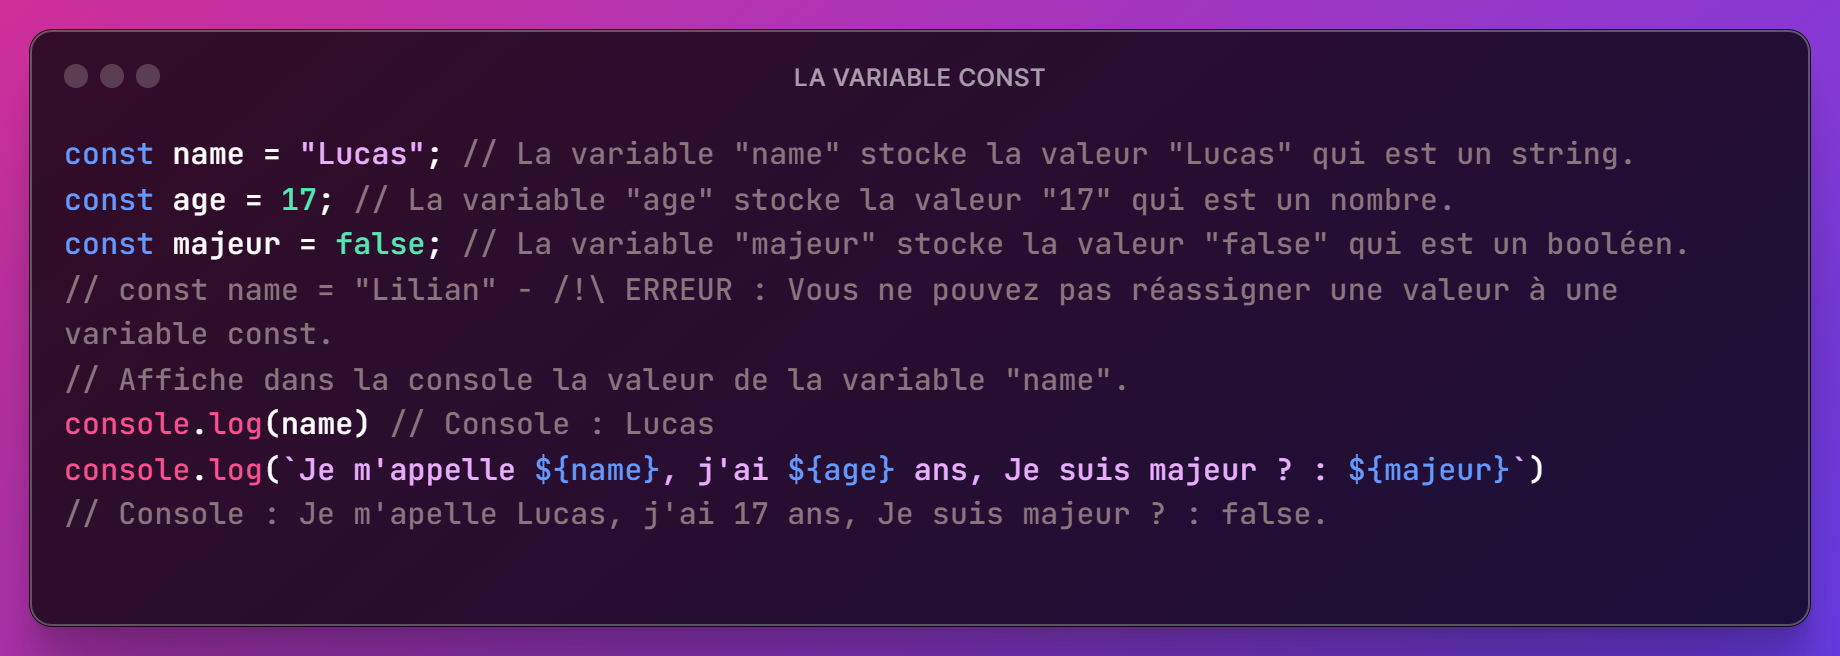 LA VARIABLE CONST
const name = "Lucas"; // La variable "name" stocke la valeur "Lucas" qui est un string.
const age = 17; // La variable "age" stocke la valeur "17" qui est un nombre.
const majeur = false; // La variable "majeur" stocke la valeur "false" qui est un booléen.
// const name = "Lilian" - /!\ ERREUR : Vous ne pouvez pas réassigner une valeur à une
variable const.
// Affiche dans la console la valeur de la variable "name".
console.log(name) // Console : Lucas
console.log(`Je m'appelle ${name}, j'ai ${age} ans, Je suis majeur ? : ${majeur}`)
// Console : Je m'apelle Lucas, j'ai 17 ans, Je suis majeur ? : false.